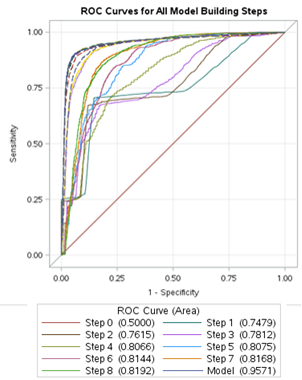 ROC Curves for All Model Building Steps
1.00
0.75
0.50
0.25
0.00
Sensitivity
0.00 0.25 0.50 0.75 1.00
1 - Specificity
ROC Curve (Area)
Step 0 (0.5000) Step 1 (0.7479)
Step 2 (0.7615) Step 3 (0.7812)
Step 4 (0.8066) Step 5 (0.8075)
Step 6 (0.8144) Step 7 (0.8168)
Step 8 (0.8192) Model (0.9571)